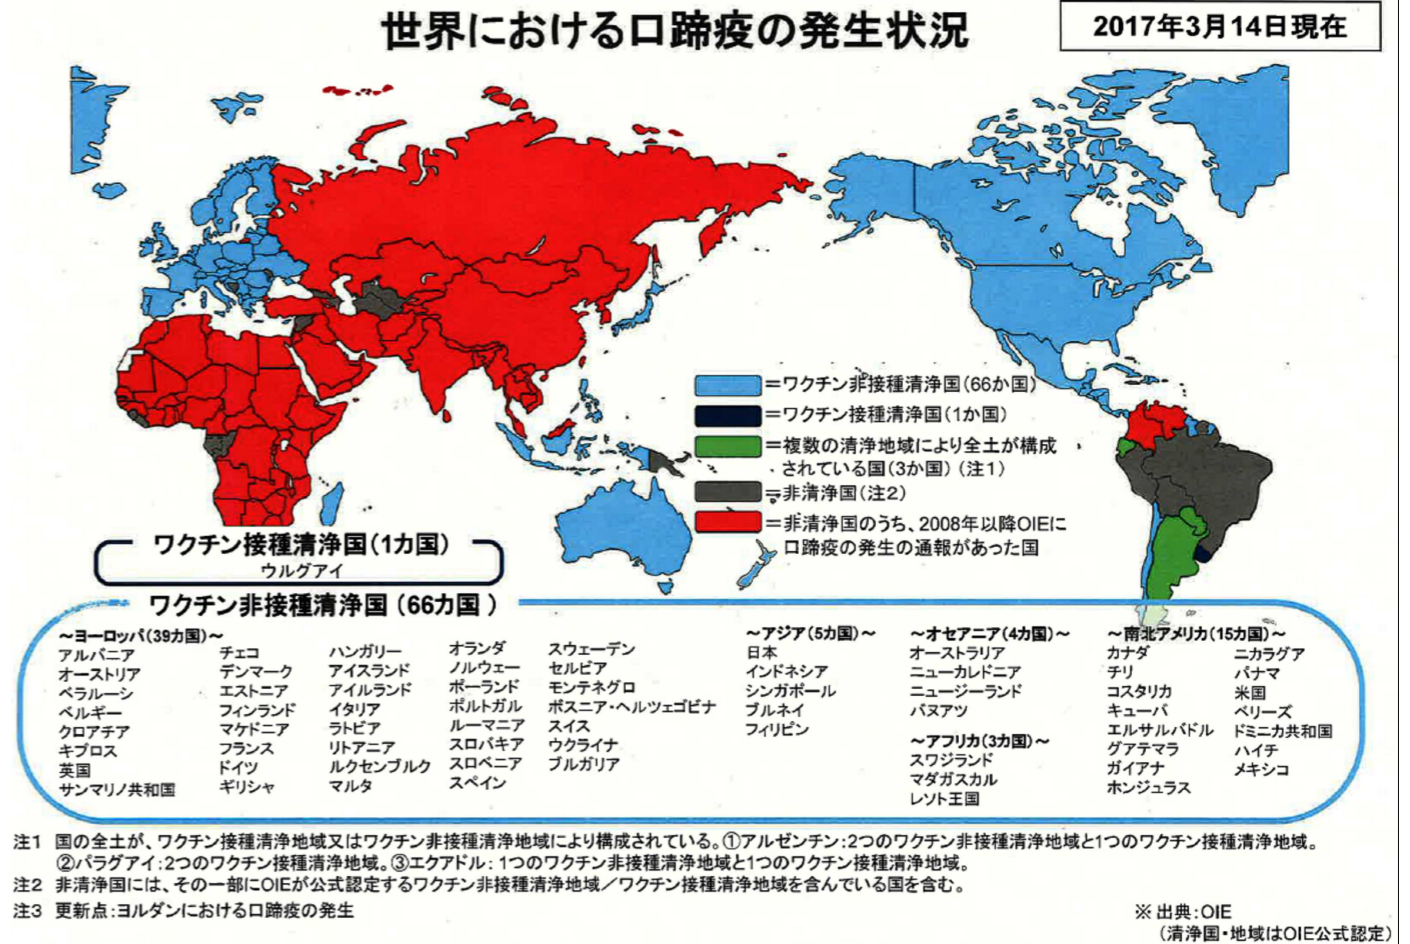 世界における口蹄疫の発生状況
2017年3月14日現在
=ワクチン非接種清浄国(66か国)
=ワクチン接種清浄国(1か国)
=複数の清浄地域により全土が構成
されている国(3か国)(注1)
=非清浄国(注2)
=非清浄国のうち、2008年以降OIEに
口蹄疫の発生の通報があった国
ワクチン接種清浄国(1カ国)
ウルグアイ
ワクチン非接種清浄国(66カ国)
～ヨーロッパ(39カ国)～
アルバニア
オーストリア
ベラルーシ
ベルギー
クロアチア
キプロス
英国
サンマリノ共和国
チェコ
デンマーク
エストニア
フィンランド
マケドニア
フランス
ドイツ
ギリシャ
ハンガリー
アイスランド
アイルランド
イタリア
ラトビア
リトアニア
ルクセンブルク
マルタ
オランダ
ノルウェー
ポーランド
ポルトガル
ルーマニア
スロバキア
スロベニア
スペイン
スウェーデン
セルビア
モンテネグロ
ボスニア・ヘルツェゴビナ
スイス
ウクライナ
ブルガリア
～アジア(5カ国)～
日本
インドネシア
シンガポール
ブルネイ
フィリピン
～オセアニア(4カ国)～
オーストラリア
ニューカレドニア
ニュージーランド
バヌアツ
～アフリカ(3カ国)～
スワジランド
マダガスカル
レソト王国
～南北アメリカ(15カ国)～
カナダ
チリ
コスタリカ
キューバ
エルサルバドル
グアテマラ
ガイアナ
ホンジュラス
ニカラグア
パナマ
米国
ベリーズ
ドミニカ共和国
ハイチ
メキシコ
注1 国の全土が、ワクチン接種清浄地域又はワクチン非接種清浄地域により構成されている。①アルゼンチン:2つのワクチン非接種清浄地域と1つのワクチン接種清浄地域。
②パラグアイ:2つのワクチン接種清浄地域。③エクアドル: 1つのワクチン非接種清浄地域と1つのワクチン接種清浄地域。
注2 非清浄国には、その一部にOIEが公式認定するワクチン非接種清浄地域／ワクチン接種清浄地域を含んでいる国を含む。
注3 更新点:ヨルダンにおける口蹄疫の発生
※ 出典:OIE
(清浄国・地域はOIE公式認定)